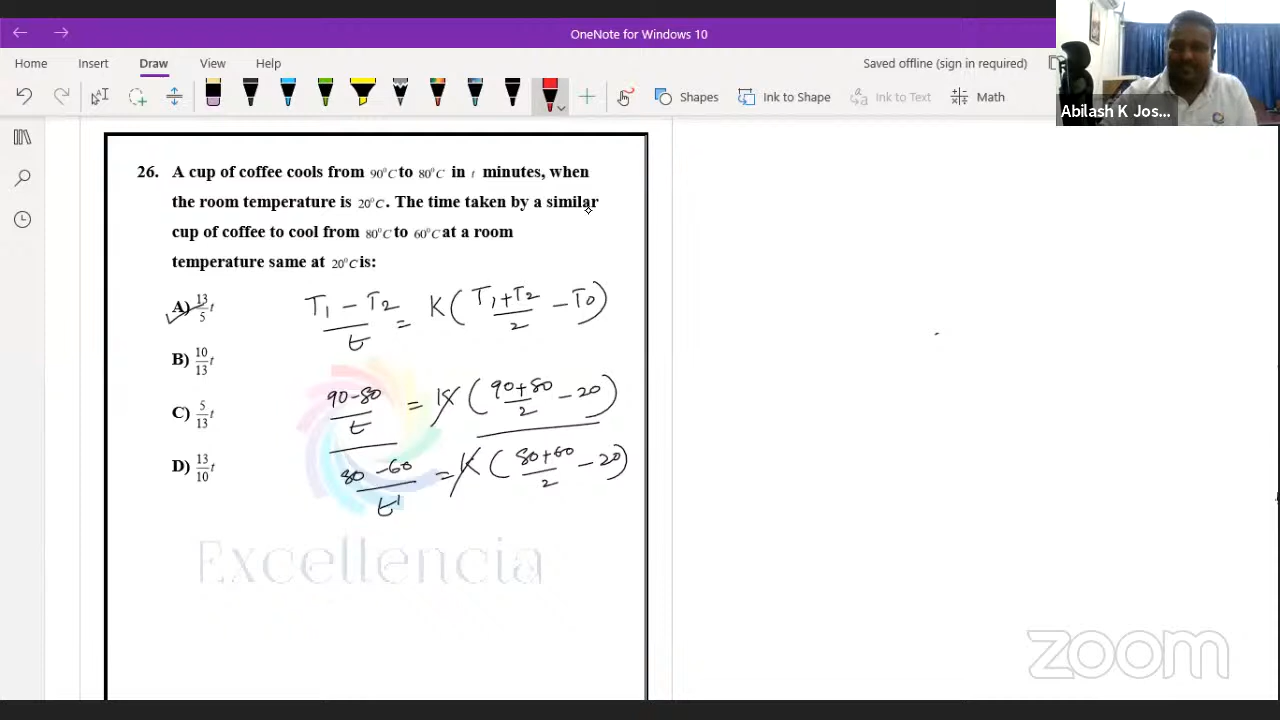 OneNote for Windows 10
Home Insert Draw View Help
Saved offline (sign in required)
Shapes Ink to Shape Ink to Text Math
Abilash K Jos...
26. A cup of coffee cools from 90°C to 80°C in t minutes, when
the room temperature is 20°C. The time taken by a similar
cup of coffee to cool from 80°C to 60°C at a room
temperature same at 20°C is:
A) 13/5 t
B) 10/13 t
C) 5/13 t
D) 13/10 t
(T1 - T2)/t = K((T1+T2)/2 - T0)
(90-80)/t = K((90+80)/2 - 20)
(80-60)/t' = K((80+60)/2 - 20)
Excellencia
zoom